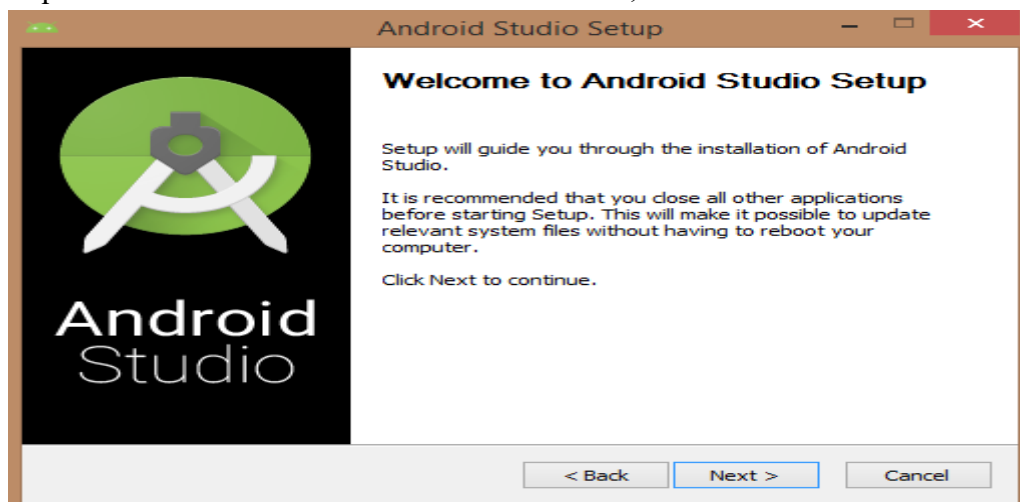 Android Studio Setup
Welcome to Android Studio Setup
Setup will guide you through the installation of Android
Studio.
It is recommended that you close all other applications
before starting Setup. This will make it possible to update
relevant system files without having to reboot your
computer.
Click Next to continue.
Android
Studio
< Back Next > Cancel